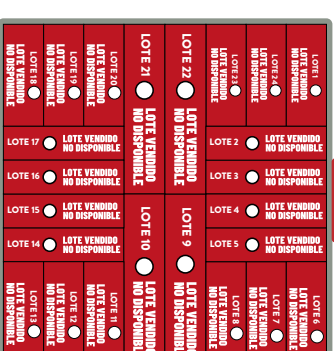 LOTE 18
LOTE VENDIDO
NO DISPONIBLE
LOTE 19
LOTE VENDIDO
NO DISPONIBLE
LOTE 20
LOTE VENDIDO
NO DISPONIBLE
LOTE 21
LOTE VENDIDO
NO DISPONIBLE
LOTE 22
LOTE VENDIDO
NO DISPONIBLE
LOTE 23
LOTE VENDIDO
NO DISPONIBLE
LOTE 24
LOTE VENDIDO
NO DISPONIBLE
LOTE 1
LOTE VENDIDO
NO DISPONIBLE
LOTE 17
LOTE VENDIDO
NO DISPONIBLE
LOTE 2
LOTE VENDIDO
NO DISPONIBLE
LOTE 16
LOTE VENDIDO
NO DISPONIBLE
LOTE 3
LOTE VENDIDO
NO DISPONIBLE
LOTE 15
LOTE VENDIDO
NO DISPONIBLE
LOTE 4
LOTE VENDIDO
NO DISPONIBLE
LOTE 14
LOTE VENDIDO
NO DISPONIBLE
LOTE 5
LOTE VENDIDO
NO DISPONIBLE
LOTE 13
LOTE VENDIDO
NO DISPONIBLE
LOTE 12
LOTE VENDIDO
NO DISPONIBLE
LOTE 11
LOTE VENDIDO
NO DISPONIBLE
LOTE 10
LOTE VENDIDO
NO DISPONIBL
LOTE 9
LOTE VENDIDO
NO DISPONIBL
LOTE 8
LOTE VENDIDO
NO DISPONIBLE
LOTE 7
LOTE VENDIDO
NO DISPONIBLE
LOTE 6
LOTE VENDIDO
NO DISPONIBLE